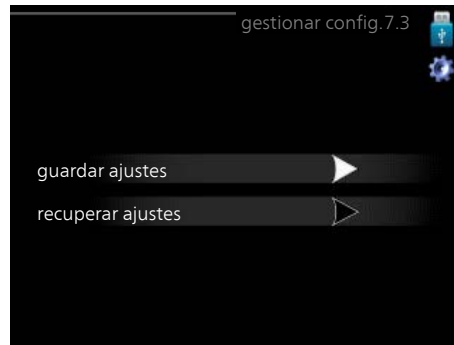 gestionar config.7.3
guardar ajustes
recuperar ajustes